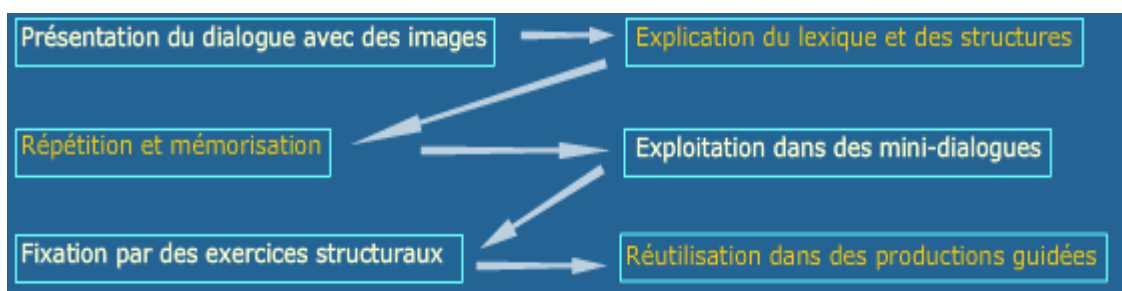 Présentation du dialogue avec des images
Explication du lexique et des structures
Répétition et mémorisation
Exploitation dans des mini-dialogues
Fixation par des exercices structuraux
Réutilisation dans des productions guidées